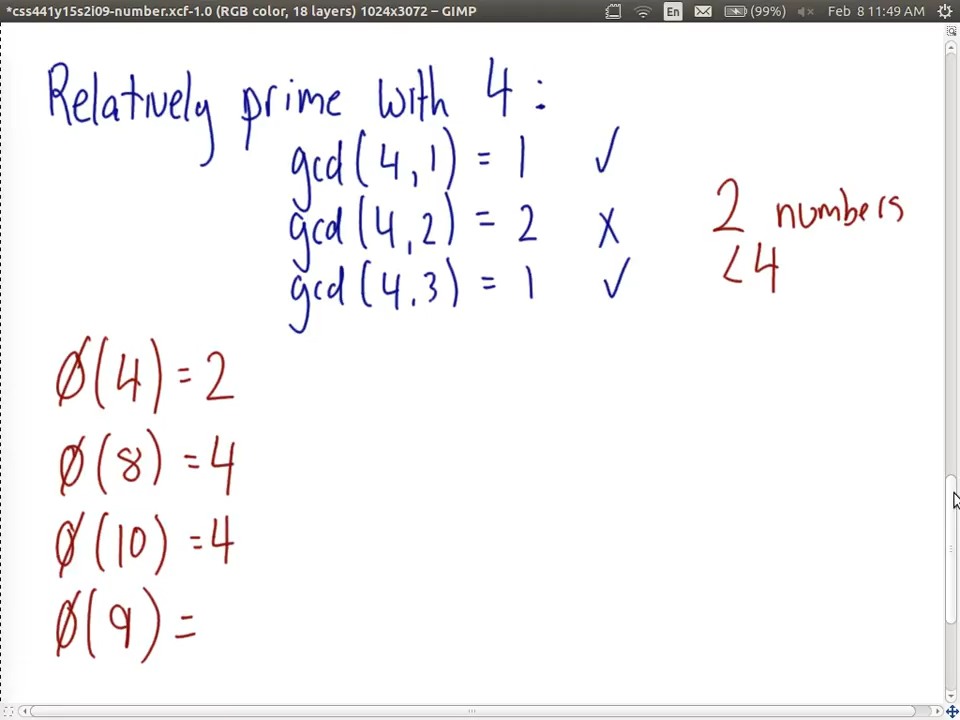 *css441y15s2i09-number.xcf-1.0 (RGB color, 18 layers) 1024x3072 – GIMP
En
(99%)
Feb 8 11:49 AM
Relatively prime with 4 :
gcd(4,1) = 1 ✓
gcd(4,2) = 2 ✗
gcd(4,3) = 1 ✓
2 numbers
<4
ø(4) = 2
ø(8) = 4
ø(10) = 4
ø(9) =